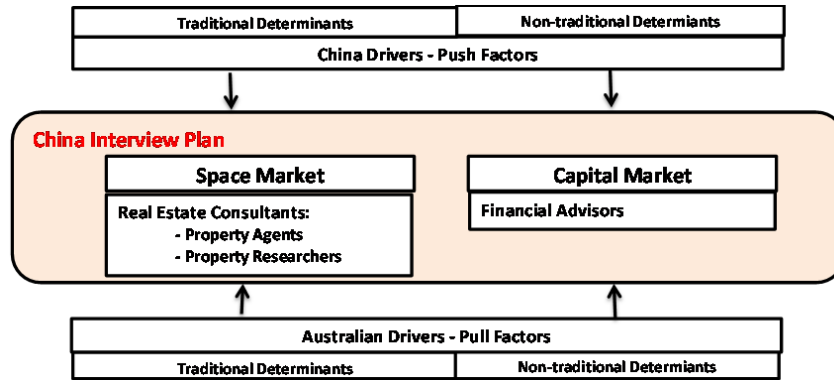 Traditional Determinants
Non-traditional Determiants
China Drivers - Push Factors
China Interview Plan
Space Market
Capital Market
Real Estate Consultants:
- Property Agents
- Property Researchers
Financial Advisors
Australian Drivers - Pull Factors
Traditional Determinants
Non-traditional Determiants